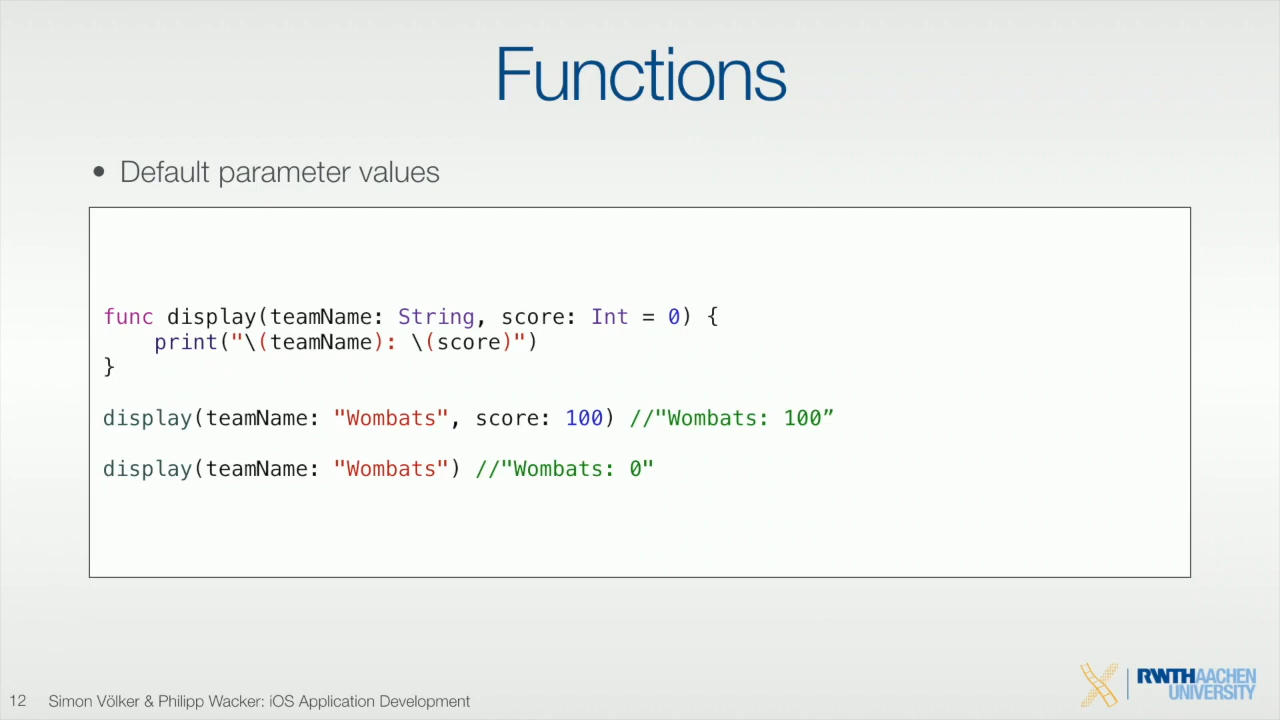 Functions
• Default parameter values
func display(teamName: String, score: Int = 0) {
    print("\(teamName): \(score)")
}
display(teamName: "Wombats", score: 100) //"Wombats: 100”
display(teamName: "Wombats") //"Wombats: 0"
12 Simon Völker & Philipp Wacker: iOS Application Development
RWTHAACHEN
UNIVERSITY